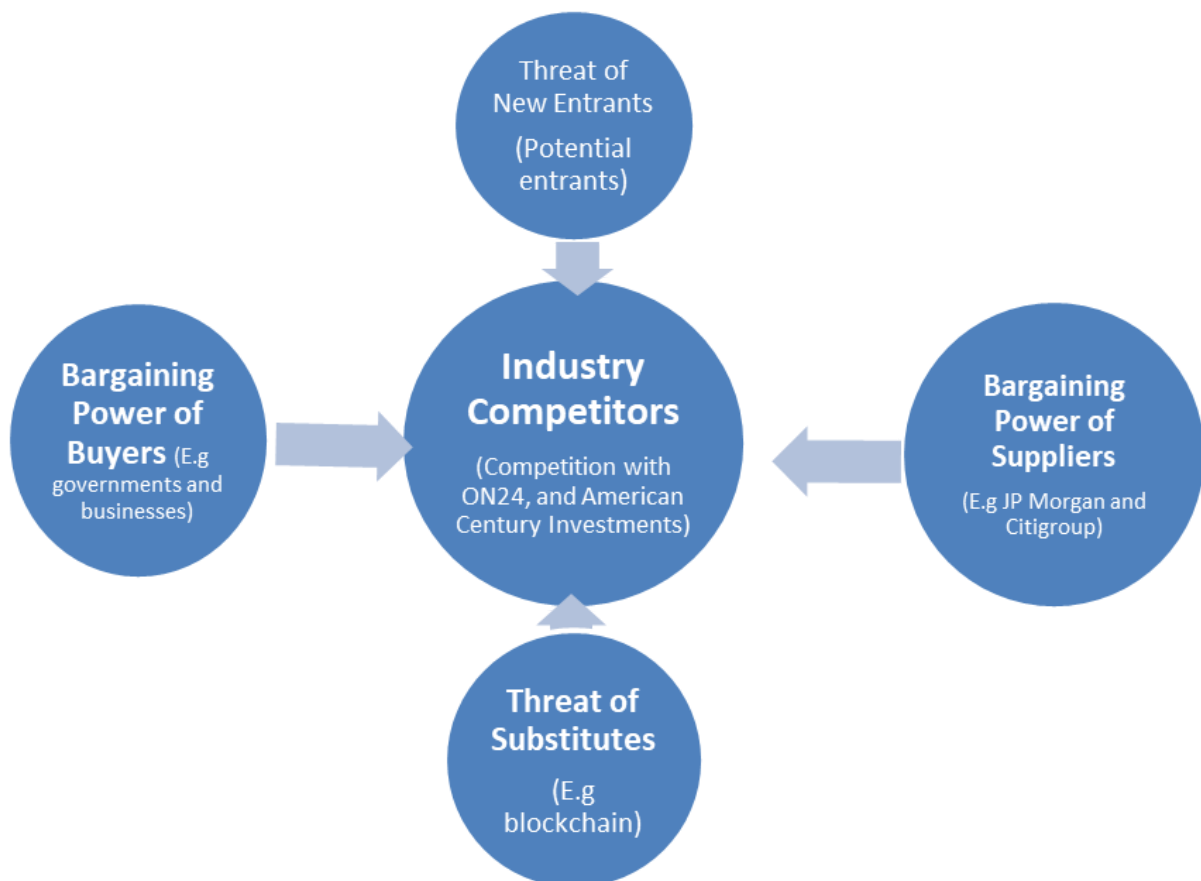 Threat of
New Entrants
(Potential
entrants)
Bargaining
Power of
Buyers (E.g
governments and
businesses)
Industry
Competitors
(Competition with
ON24, and American
Century Investments)
Bargaining
Power of
Suppliers
(E.g JP Morgan and
Citigroup)
Threat of
Substitutes
(E.g
blockchain)